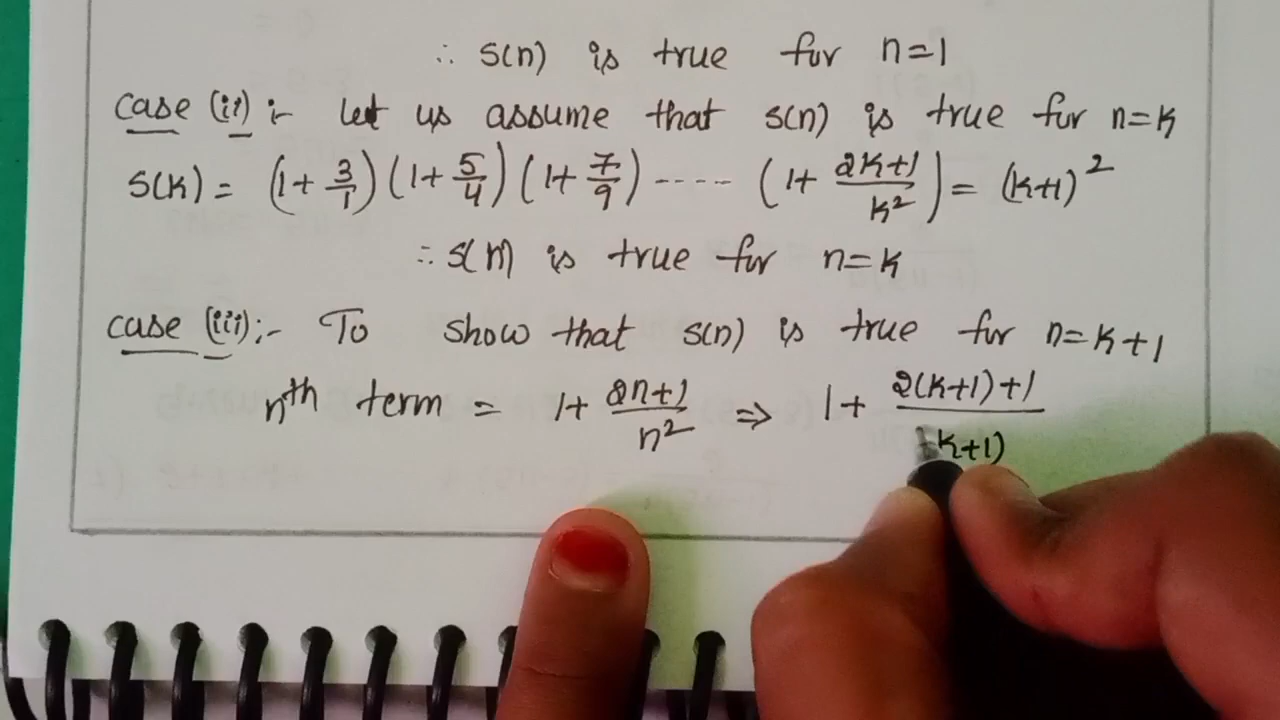 ∴ S(n) is true for n=1
case (ii) :- let us assume that s(n) is true for n=k
S(k) = (1+ 3/1)(1+ 5/4)(1+ 7/9) ----- (1+ 2k+1/k²) = (k+1)²
∴ s(n) is true for n=k
case (iii) :- To show that s(n) is true for n=k+1
nth term = 1+ 2n+1/n² ⇒ 1+ 2(k+1)+1/(k+1)